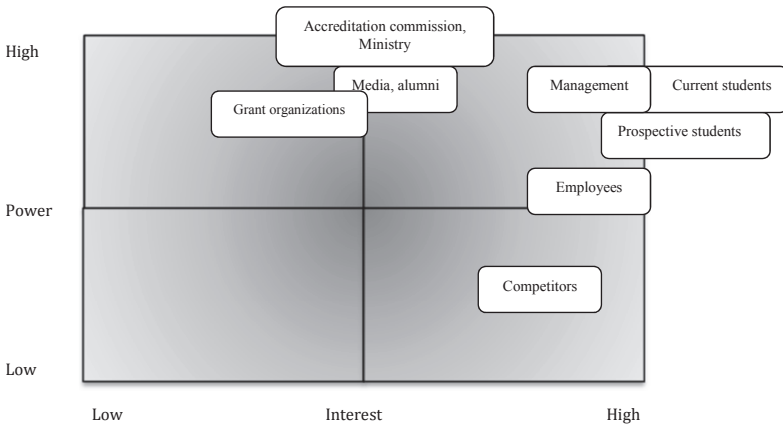 Accreditation commission,
Ministry
High
Media, alumni
Management
Current students
Grant organizations
Prospective students
Employees
Power
Competitors
Low
Low
Interest
High